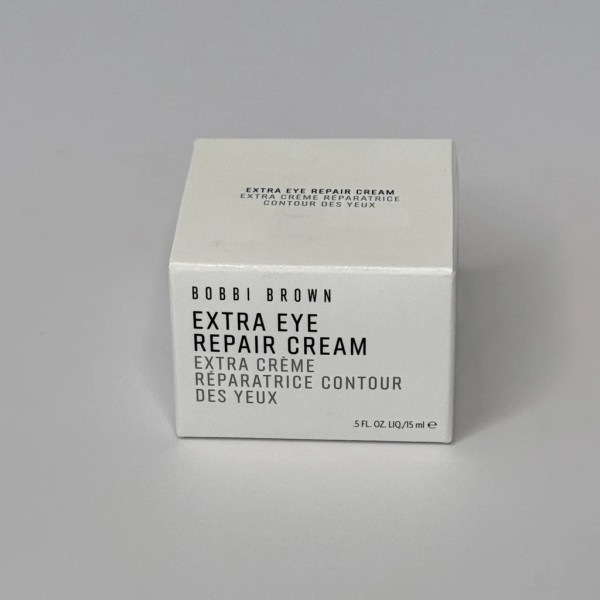 EXTRA EYE REPAIR CREAM
EXTRA CRÈME RÉPARATRICE
CONTOUR DES YEUX
BOBBI BROWN
EXTRA EYE
REPAIR CREAM
EXTRA CRÈME
RÉPARATRICE CONTOUR
DES YEUX
.5 FL. OZ. LIQ./15 ml ℮